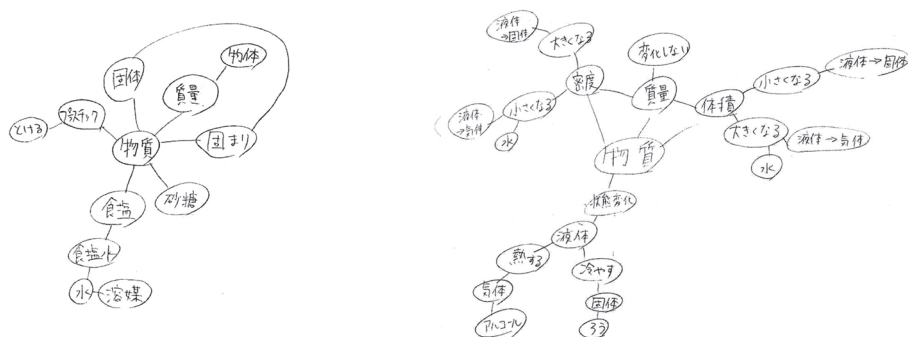 固体
質量
物体
プラスチック
とける
物質
固まり
食塩
砂糖
食塩水
水
溶媒
液体
→固体
大きくなる
変化しない
密度
質量
体積
小さくなる
液体→固体
液体
→気体
小さくなる
水
大きくなる
液体→気体
水
物質
状態変化
液体
熱する
冷やす
気体
固体
アルコール
ろう